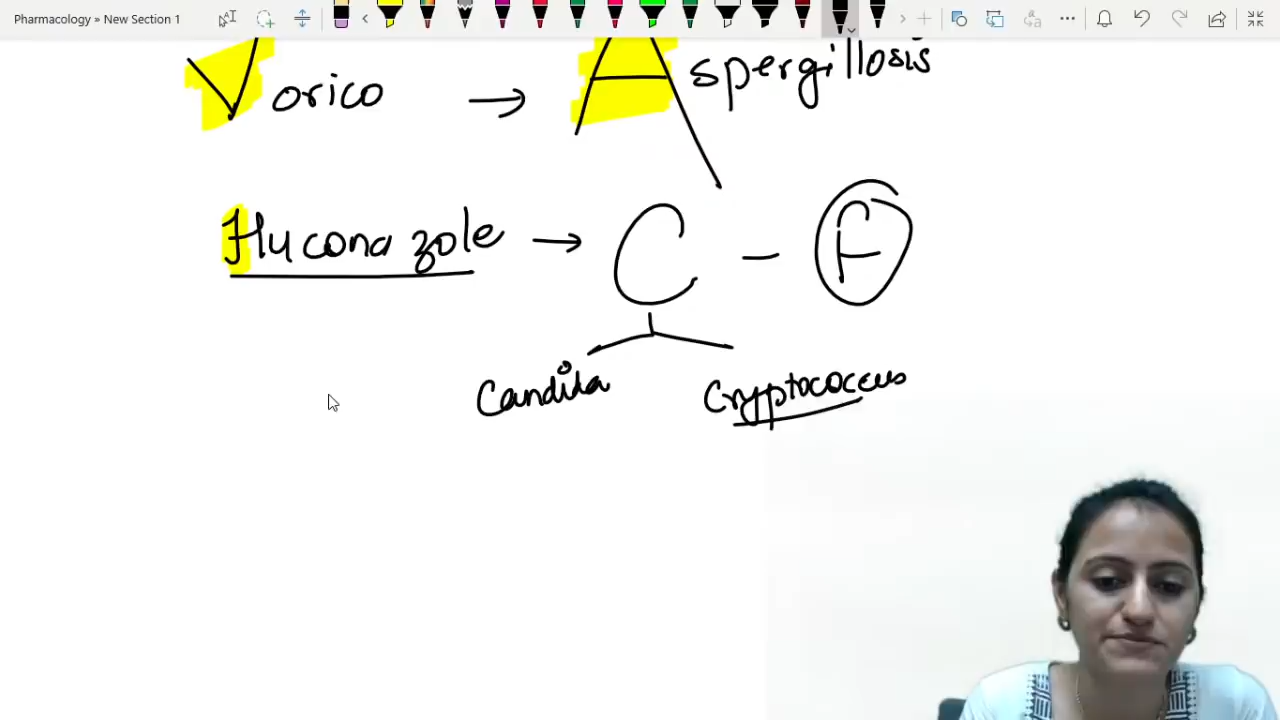 Pharmacology » New Section 1
Vorico → Aspergillosis
Fluconazole → C - F
Candida Cryptococcus